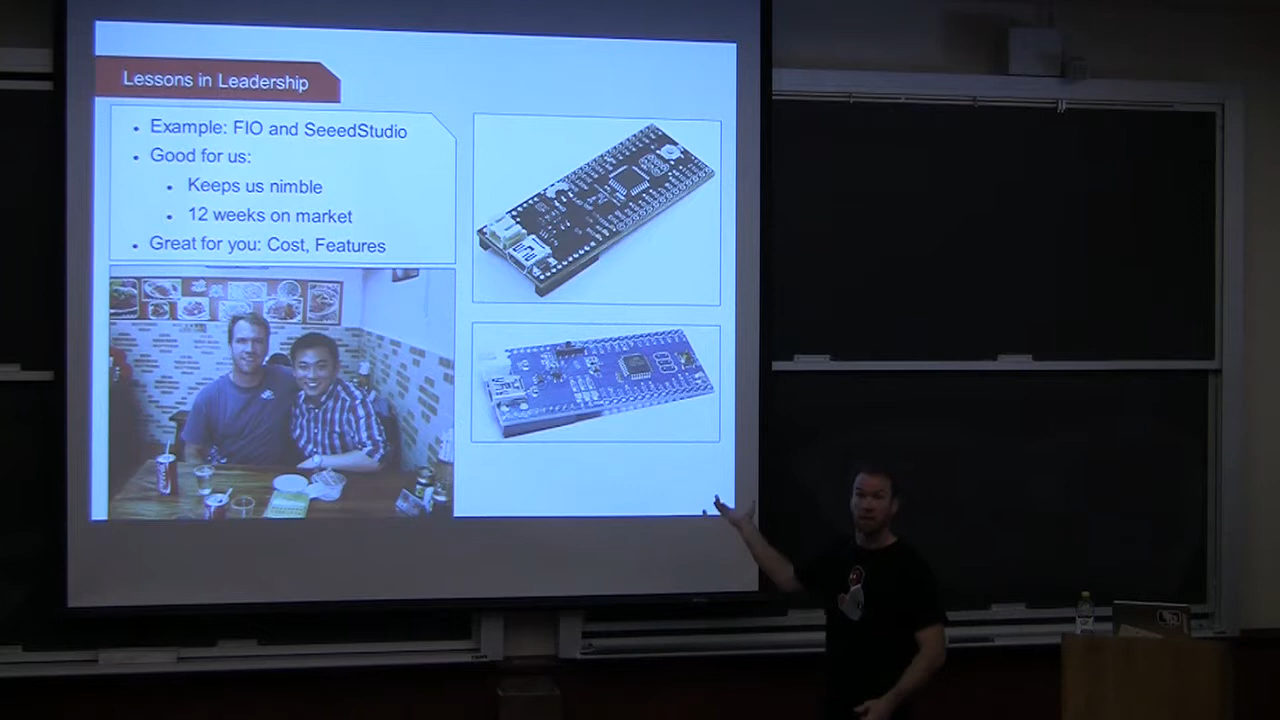 Lessons in Leadership
Example: FIO and SeeedStudio
Good for us:
Keeps us nimble
12 weeks on market
Great for you: Cost, Features